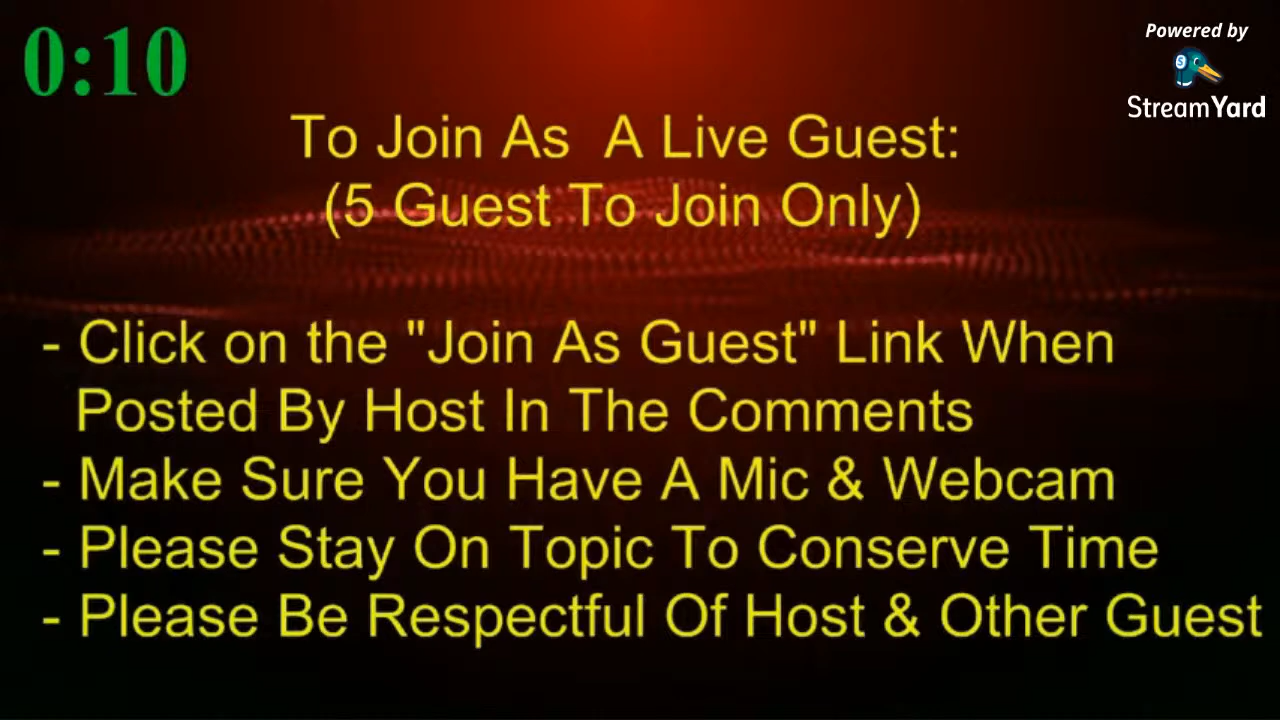 0:10
Powered by
StreamYard
To Join As A Live Guest:
(5 Guest To Join Only)
- Click on the "Join As Guest" Link When
Posted By Host In The Comments
- Make Sure You Have A Mic & Webcam
- Please Stay On Topic To Conserve Time
- Please Be Respectful Of Host & Other Guest